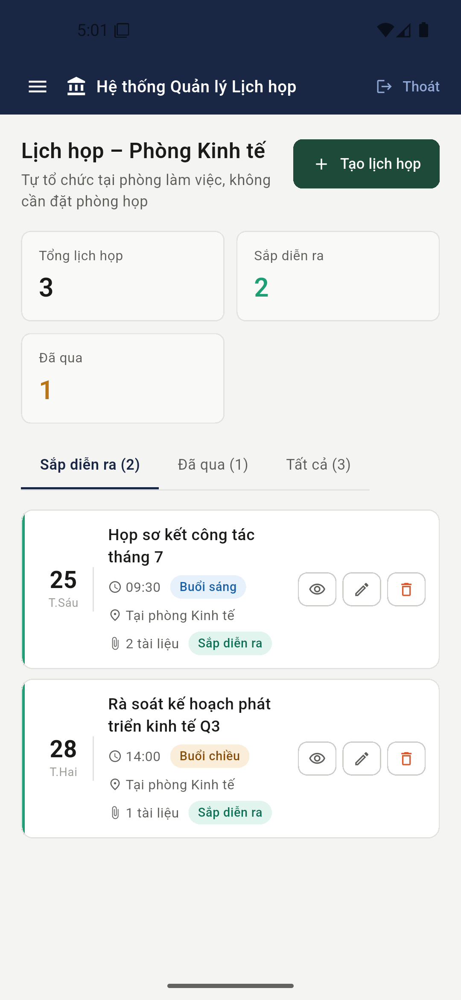 5:01
Hệ thống Quản lý Lịch họp
Thoát
Lịch họp – Phòng Kinh tế
Tự tổ chức tại phòng làm việc, không
cần đặt phòng họp
Tạo lịch họp
Tổng lịch họp
3
Sắp diễn ra
2
Đã qua
1
Sắp diễn ra (2)
Đã qua (1)
Tất cả (3)
25
T.Sáu
Họp sơ kết công tác
tháng 7
09:30
Buổi sáng
Tại phòng Kinh tế
2 tài liệu
Sắp diễn ra
28
T.Hai
Rà soát kế hoạch phát
triển kinh tế Q3
14:00
Buổi chiều
Tại phòng Kinh tế
1 tài liệu
Sắp diễn ra